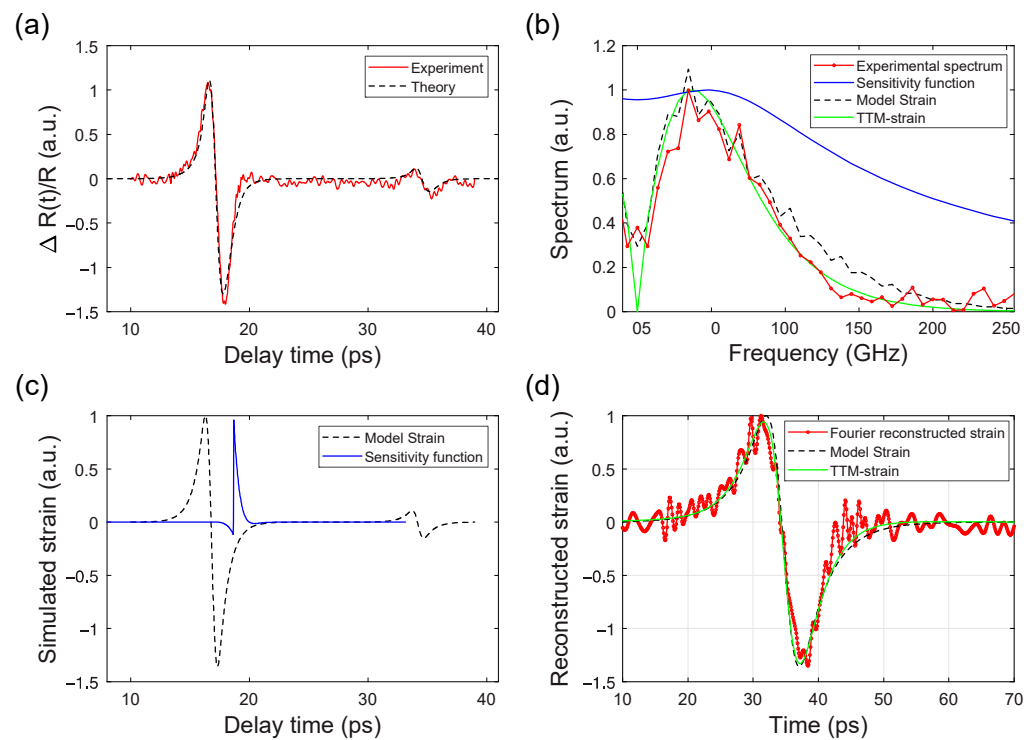 (a)
1.5
1
0.5
0
−0.5
−1
−1.5
10 20 30 40
Δ R(t)/R (a.u.)
Delay time (ps)
Experiment
Theory
(b)
1.2
1
0.8
0.6
0.4
0.2
0
05 0 100 150 200 250
Spectrum (a.u.)
Frequency (GHz)
Experimental spectrum
Sensitivity function
Model Strain
TTM-strain
(c)
1
0.5
0
−0.5
−1
−1.5
10 20 30 40
Simulated strain (a.u.)
Delay time (ps)
Model Strain
Sensitivity function
(d)
1
0.5
0
−0.5
−1
−1.5
10 20 30 40 50 60 70
Reconstructed strain (a.u.)
Time (ps)
Fourier reconstructed strain
Model Strain
TTM-strain